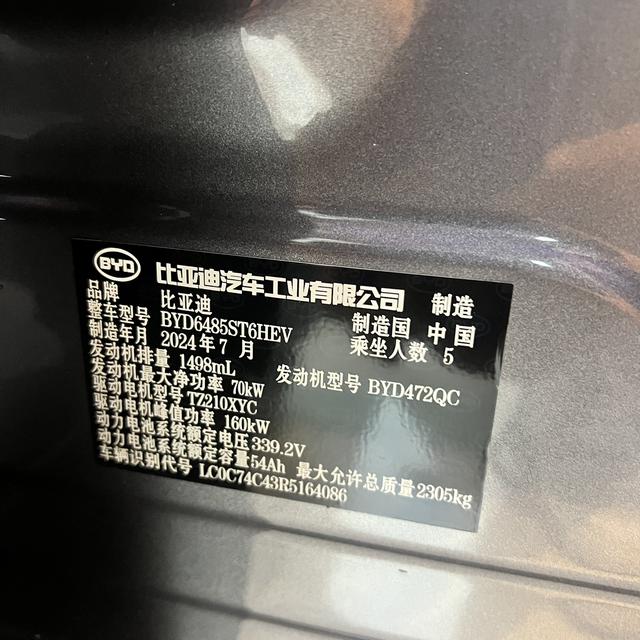 BYD 比亚迪汽车工业有限公司 制造
品牌 比亚迪 制造国 中国
整车型号 BYD6485ST6HEV 乘坐人数 5
制造年月 2024年7月
发动机排量 1498mL 发动机型号 BYD472QC
发动机最大净功率 70kW
驱动电机型号 TZ210XYC
驱动电机峰值功率 160kW
动力电池系统额定电压 339.2V
动力电池系统额定容量 54Ah 最大允许总质量 2305kg
车辆识别代号 LC0C74C43R5164086